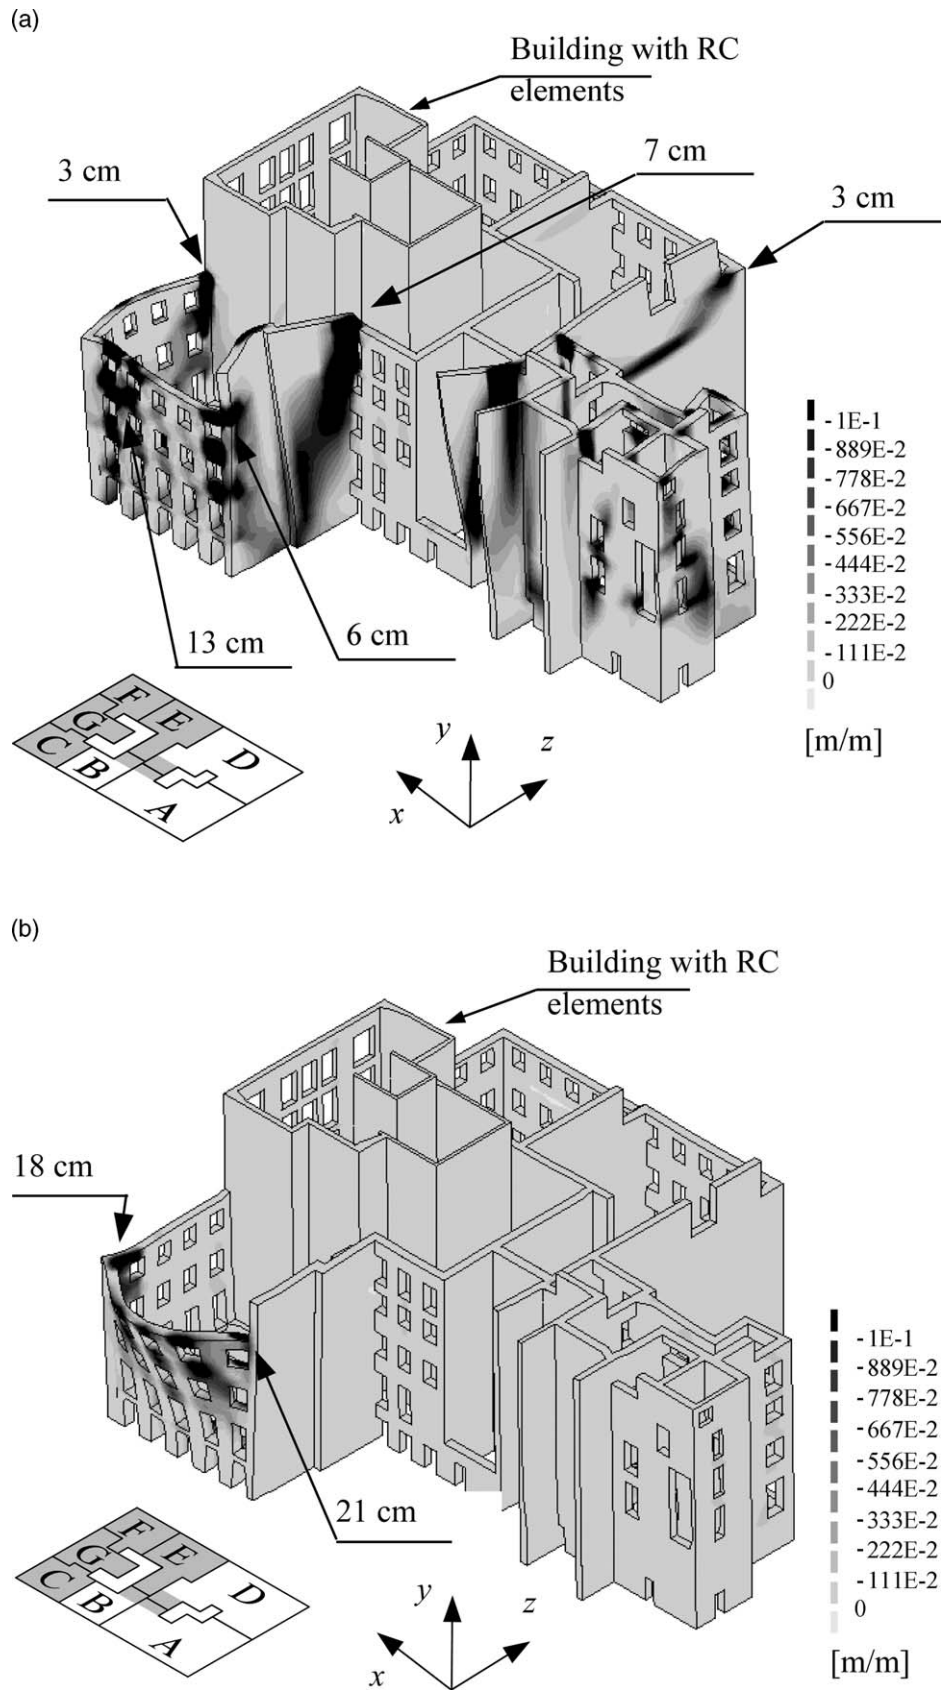 (a)
Building with RC
elements
7 cm
3 cm
3 cm
-1E-1
-889E-2
-778E-2
-667E-2
-556E-2
-444E-2
-333E-2
-222E-2
-111E-2
0
[m/m]
13 cm
6 cm
F
G
E
C
D
B
A
y
z
x
(b)
Building with RC
elements
18 cm
21 cm
-1E-1
-889E-2
-778E-2
-667E-2
-556E-2
-444E-2
-333E-2
-222E-2
-111E-2
0
[m/m]
F
G
E
C
D
B
A
y
z
x